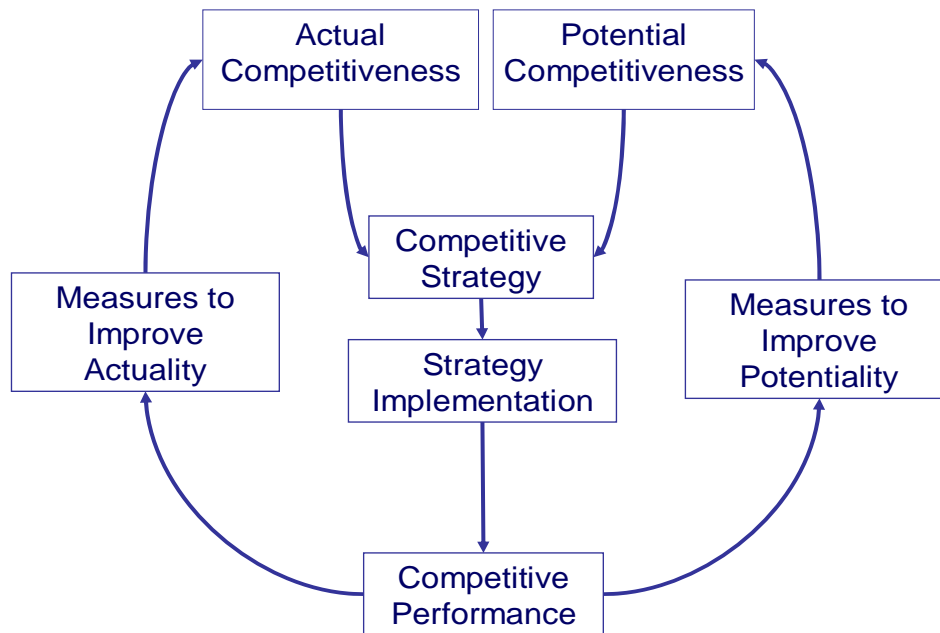 Actual
Competitiveness
Potential
Competitiveness
Competitive
Strategy
Measures to
Improve
Actuality
Measures to
Improve
Potentiality
Strategy
Implementation
Competitive
Performance